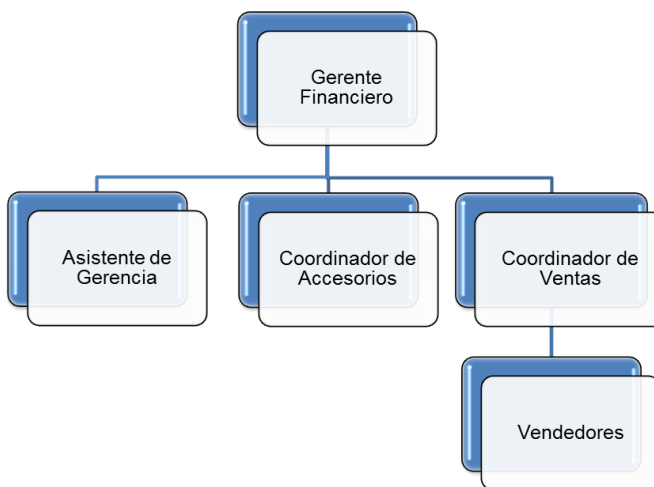 Gerente
Financiero
Asistente de
Gerencia
Coordinador de
Accesorios
Coordinador de
Ventas
Vendedores